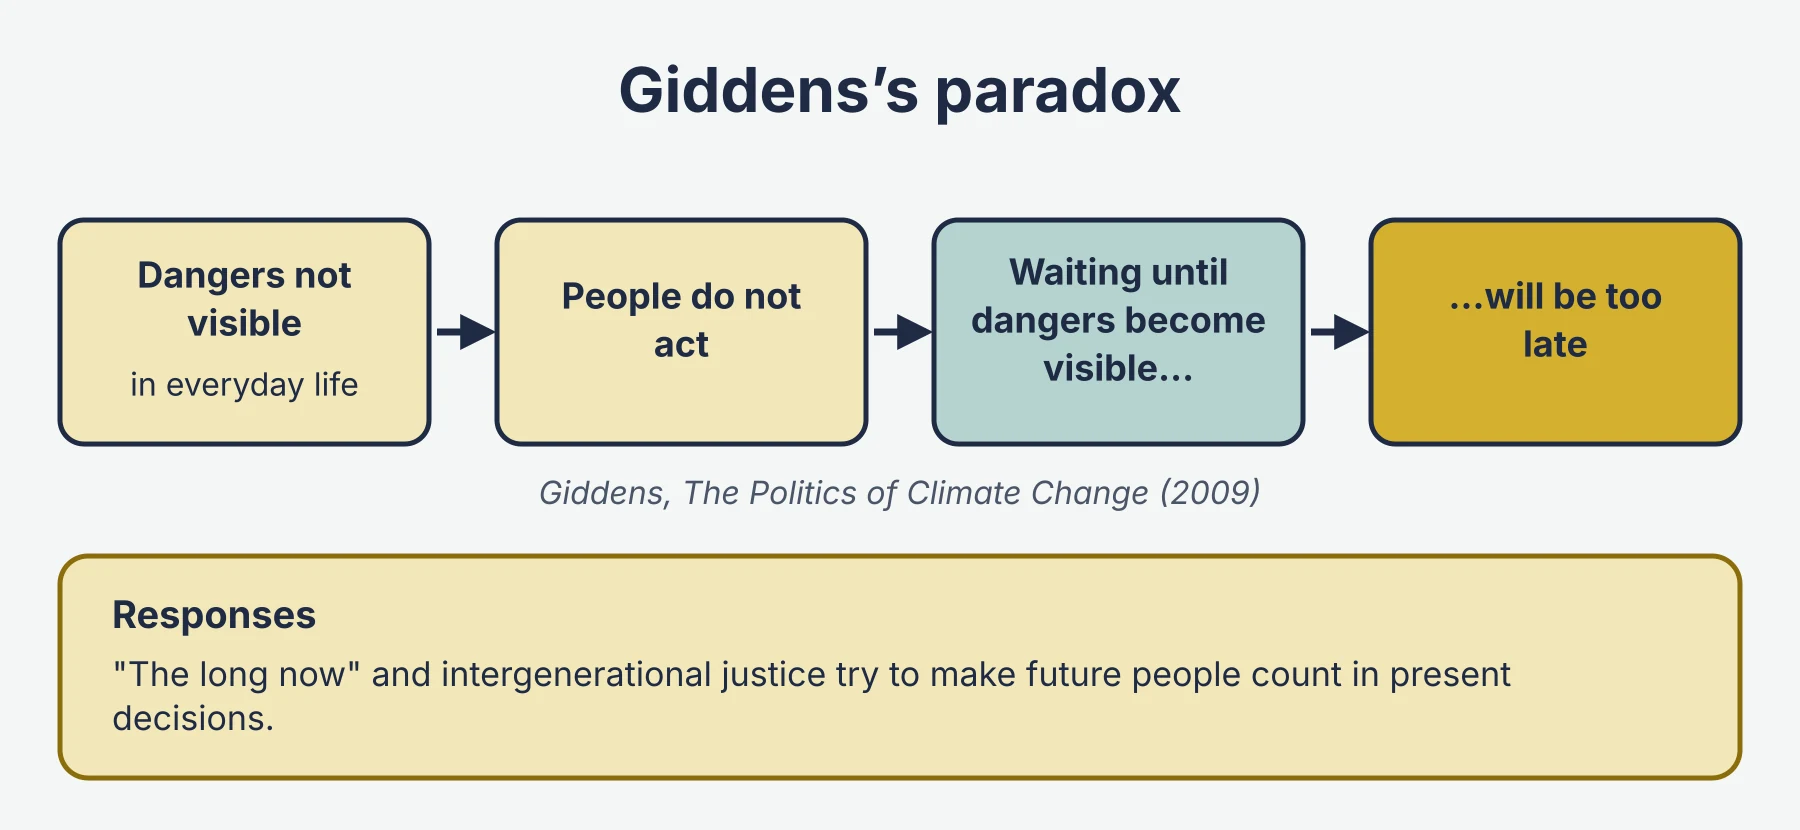 Giddens’s paradox
Dangers not
visible
in everyday life
People do not
act
Waiting until
dangers become
visible…
…will be too
late
Giddens, The Politics of Climate Change (2009)
Responses
"The long now" and intergenerational justice try to make future people count in present
decisions.